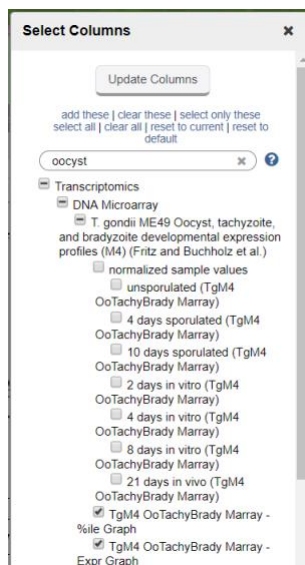 Select Columns ×
Update Columns
add these | clear these | select only these
select all | clear all | reset to current | reset to
default
oocyst ×
Transcriptomics
DNA Microarray
T. gondii ME49 Oocyst, tachyzoite,
and bradyzoite developmental expression
profiles (M4) (Fritz and Buchholz et al.)
normalized sample values
unsporulated (TgM4
OoTachyBrady Marray)
4 days sporulated (TgM4
OoTachyBrady Marray)
10 days sporulated (TgM4
OoTachyBrady Marray)
2 days in vitro (TgM4
OoTachyBrady Marray)
4 days in vitro (TgM4
OoTachyBrady Marray)
8 days in vitro (TgM4
OoTachyBrady Marray)
21 days in vivo (TgM4
OoTachyBrady Marray)
TgM4 OoTachyBrady Marray -
%ile Graph
TgM4 OoTachyBrady Marray -
Expr Graph